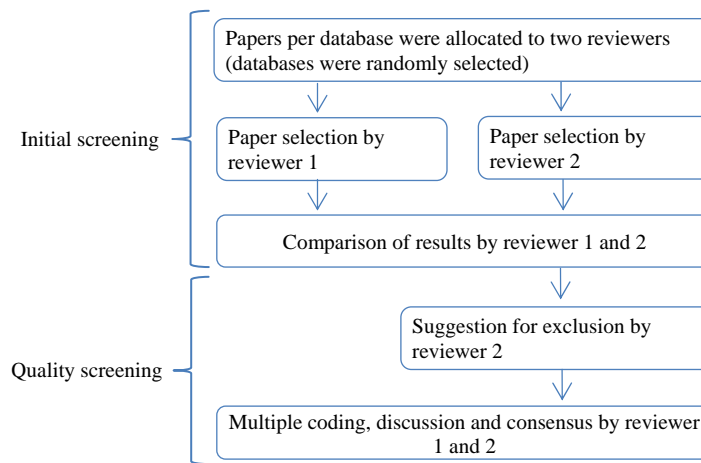 Papers per database were allocated to two reviewers
(databases were randomly selected)
Initial screening
Paper selection by
reviewer 1
Paper selection by
reviewer 2
Comparison of results by reviewer 1 and 2
Quality screening
Suggestion for exclusion by
reviewer 2
Multiple coding, discussion and consensus by reviewer
1 and 2